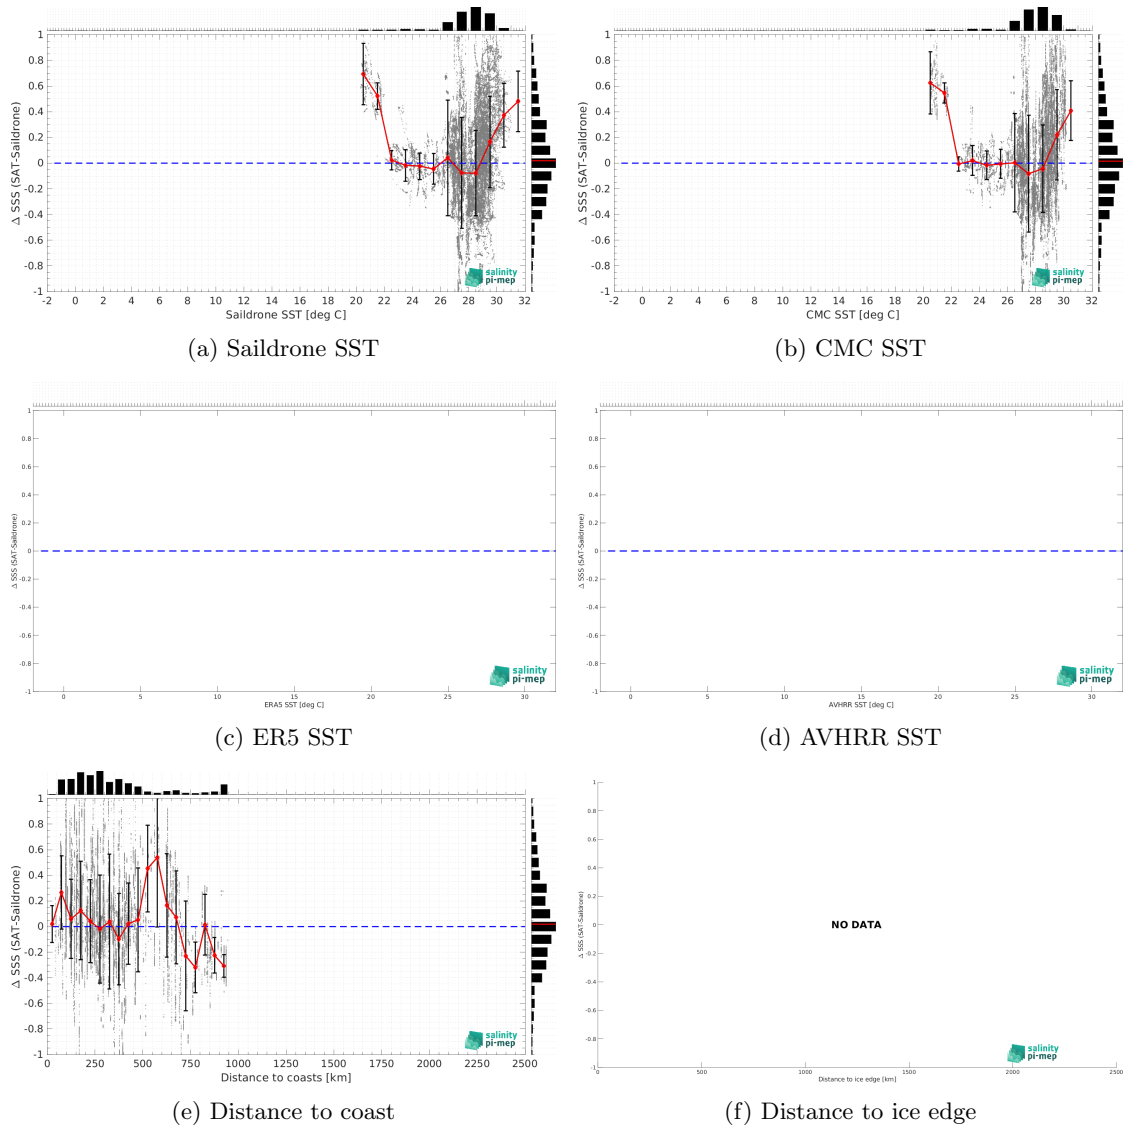 1
0.8
0.6
0.4
0.2
0
-0.2
-0.4
-0.6
-0.8
-1
Δ SSS (SAT-Saildrone)
-2 0 2 4 6 8 10 12 14 16 18 20 22 24 26 28 30 32
Saildrone SST [deg C]
salinity
pi-mep
(a) Saildrone SST
1
0.8
0.6
0.4
0.2
0
-0.2
-0.4
-0.6
-0.8
-1
Δ SSS (SAT-Saildrone)
-2 0 2 4 6 8 10 12 14 16 18 20 22 24 26 28 30 32
CMC SST [deg C]
salinity
pi-mep
(b) CMC SST
1
0.8
0.6
0.4
0.2
0
-0.2
-0.4
-0.6
-0.8
-1
Δ SSS (SAT-Saildrone)
0 5 10 15 20 25 30
ERA5 SST [deg C]
salinity
pi-mep
(c) ER5 SST
1
0.8
0.6
0.4
0.2
0
-0.2
-0.4
-0.6
-0.8
-1
Δ SSS (SAT-Saildrone)
0 5 10 15 20 25 30
AVHRR SST [deg C]
salinity
pi-mep
(d) AVHRR SST
1
0.8
0.6
0.4
0.2
0
-0.2
-0.4
-0.6
-0.8
-1
Δ SSS (SAT-Saildrone)
0 250 500 750 1000 1250 1500 1750 2000 2250 2500
Distance to coasts [km]
salinity
pi-mep
(e) Distance to coast
1
0.8
0.6
0.4
0.2
0
-0.2
-0.4
-0.6
-0.8
-1
Δ SSS (SAT-Saildrone)
NO DATA
0 500 1000 1500 2000 2500
Distance to ice edge [km]
salinity
pi-mep
(f) Distance to ice edge